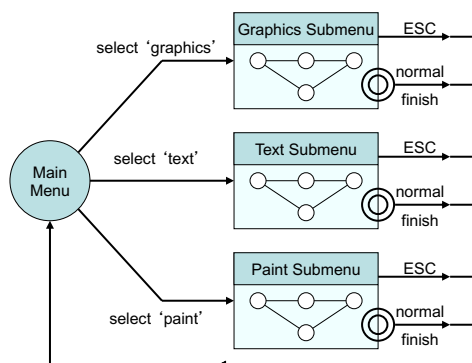 Graphics Submenu
ESC
select ‘graphics’
normal
finish
Text Submenu
ESC
select ‘text’
Main
Menu
normal
finish
Paint Submenu
ESC
select ‘paint’
normal
finish